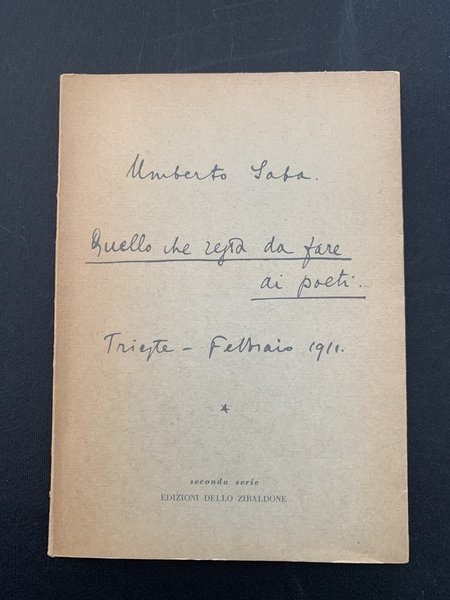 Umberto Saba.
Quello che resta da fare
ai poeti.
Trieste - Febbraio 1911.
*
seconda serie
EDIZIONI DELLO ZIBALDONE